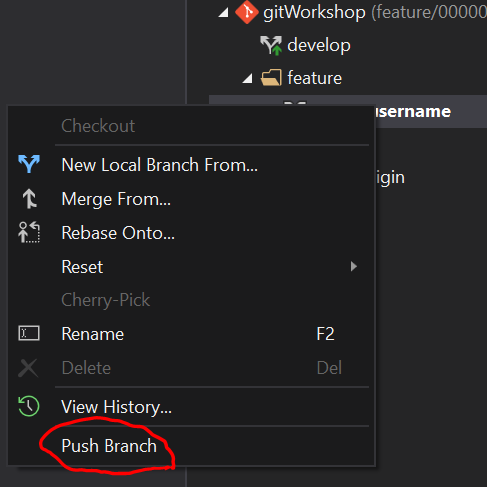 gitWorkshop (feature/00000
develop
feature
username
igin
Checkout
New Local Branch From...
Merge From...
Rebase Onto...
Reset
Cherry-Pick
Rename F2
Delete Del
View History...
Push Branch